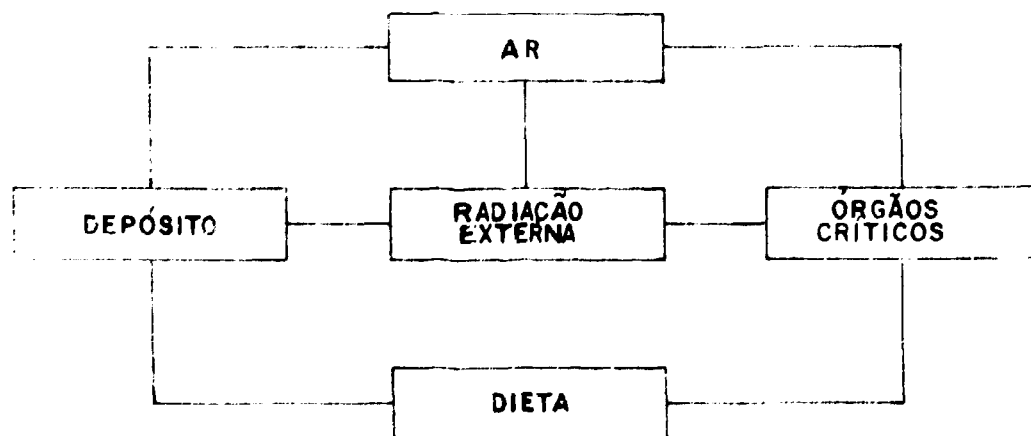 AR
DEPÓSITO
RADIAÇÃO
EXTERNA
ÓRGÃOS
CRÍTICOS
DIETA